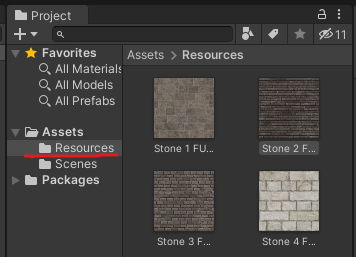 Project
11
Favorites
All Materials
All Models
All Prefabs
Assets
Resources
Scenes
Packages
Assets > Resources
Stone 1 FU...
Stone 2 F...
Stone 3 F...
Stone 4 F...